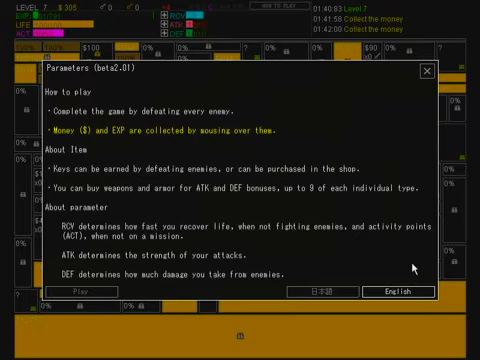 LEVEL 7 $ 305 0 0
HOW TO PLAY
01:40:83 Level 7
EXP
RCV
01:41:58 Collect the money
LIFE
ATK
01:42:00 Collect the money
ACT
DEF
$100
0%
0%
0%
$90
Parameters (beta2.01)
How to play
・Complete the game by defeating every enemy.
・Money ($) and EXP are collected by mousing over them.
About Item
・Keys can be earned by defeating enemies, or can be purchased in the shop.
・You can buy weapons and armor for ATK and DEF bonuses, up to 9 of each individual type.
About parameter
RCV determines how fast you recover life, when not fighting enemies, and activity points
(ACT), when not on a mission.
ATK determines the strength of your attacks.
DEF determines how much damage you take from enemies.
Play
日本語
English